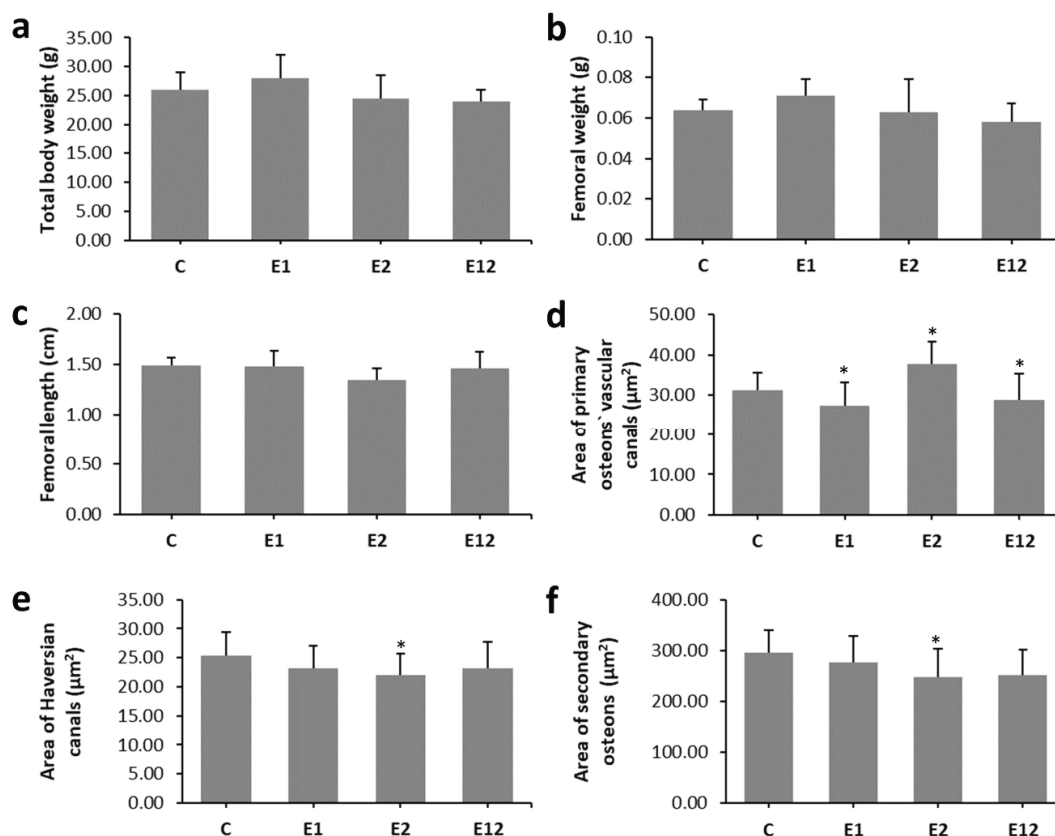 a
Total body weight (g)
35.00
30.00
25.00
20.00
15.00
10.00
5.00
0.00
C E1 E2 E12
b
Femoral weight (g)
0.10
0.08
0.06
0.04
0.02
0.00
C E1 E2 E12
c
Femoral length (cm)
2.00
1.50
1.00
0.50
0.00
C E1 E2 E12
d
Area of primary
osteons`vascular
canals (µm²)
50.00
40.00
30.00
20.00
10.00
0.00
* * *
C E1 E2 E12
e
Area of Haversian
canals (µm²)
35.00
30.00
25.00
20.00
15.00
10.00
5.00
0.00
*
C E1 E2 E12
f
Area of secondary
osteons (µm²)
400.00
300.00
200.00
100.00
0.00
*
C E1 E2 E12